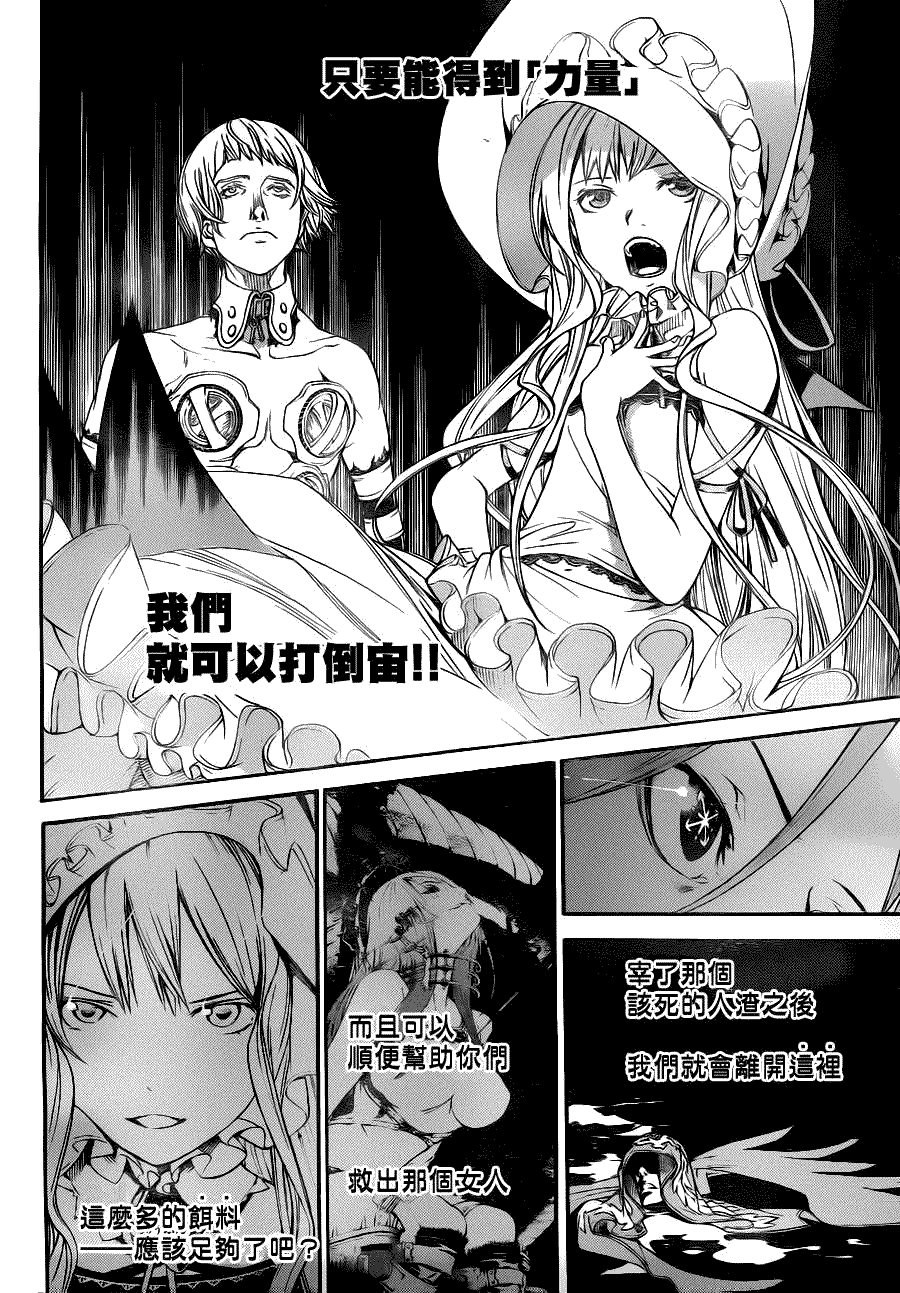 只要能得到「力量」
我們
就可以打倒宙!!
宰了那個
該死的人渣之後
我們就會離開這裡
而且可以
順便幫助你們
救出那個女人
這麼多的餌料
——應該足夠了吧？